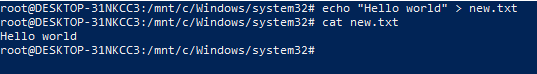 root@DESKTOP-31NKCC3:/mnt/c/Windows/system32# echo "Hello world" > new.txt
root@DESKTOP-31NKCC3:/mnt/c/Windows/system32# cat new.txt
Hello world
root@DESKTOP-31NKCC3:/mnt/c/Windows/system32#